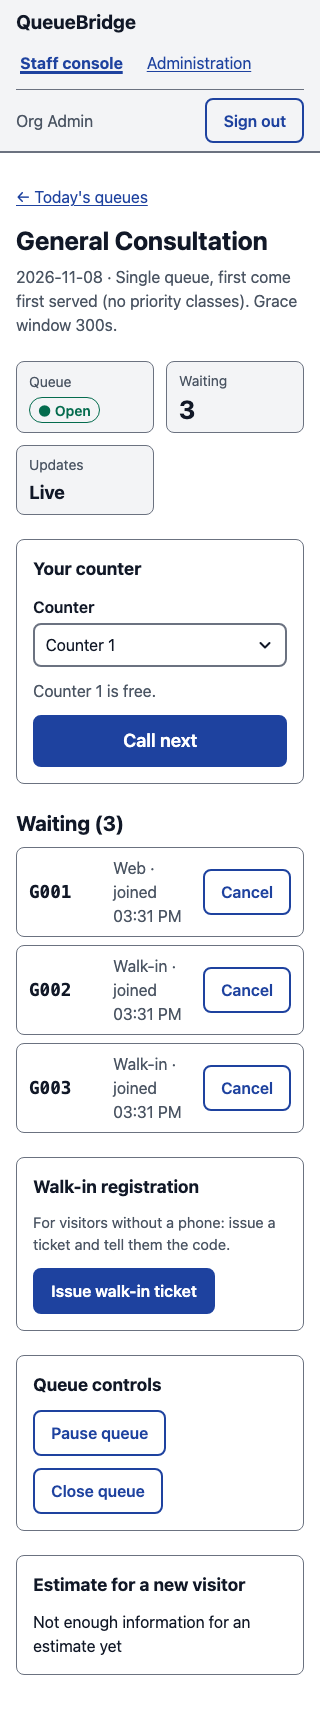 QueueBridge
Staff console Administration
Org Admin Sign out
← Today's queues
General Consultation
2026-11-08 · Single queue, first come
first served (no priority classes). Grace
window 300s.
Queue
Open
Waiting
3
Updates
Live
Your counter
Counter
Counter 1
Counter 1 is free.
Call next
Waiting (3)
G001
Web ·
joined
03:31 PM
Cancel
G002
Walk-in ·
joined
03:31 PM
Cancel
G003
Walk-in ·
joined
03:31 PM
Cancel
Walk-in registration
For visitors without a phone: issue a
ticket and tell them the code.
Issue walk-in ticket
Queue controls
Pause queue
Close queue
Estimate for a new visitor
Not enough information for an
estimate yet